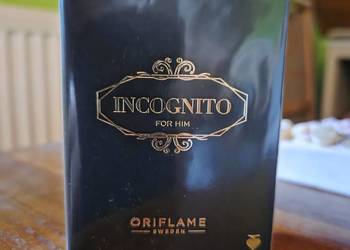 INCOGNITO
FOR HIM
ORIFLAME
SWEDEN